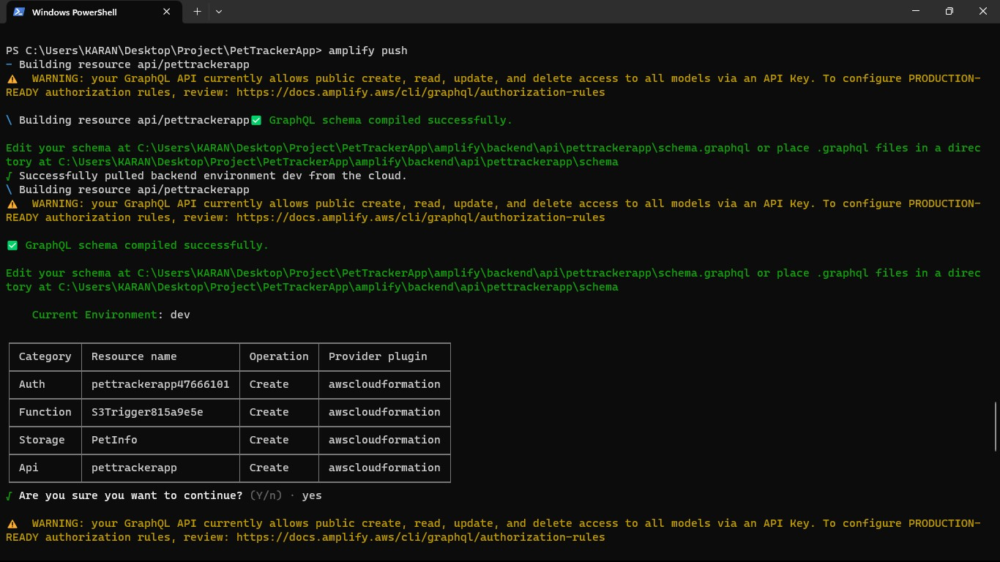 Windows PowerShell
PS C:\Users\KARAN\Desktop\Project\PetTrackerApp> amplify push
- Building resource api/pettrackerapp
⚠️ WARNING: your GraphQL API currently allows public create, read, update, and delete access to all models via an API Key. To configure PRODUCTION-
READY authorization rules, review: https://docs.amplify.aws/cli/graphql/authorization-rules
\ Building resource api/pettrackerapp✅ GraphQL schema compiled successfully.
Edit your schema at C:\Users\KARAN\Desktop\Project\PetTrackerApp\amplify\backend\api\pettrackerapp\schema.graphql or place .graphql files in a direc
tory at C:\Users\KARAN\Desktop\Project\PetTrackerApp\amplify\backend\api\pettrackerapp\schema
√ Successfully pulled backend environment dev from the cloud.
\ Building resource api/pettrackerapp
⚠️ WARNING: your GraphQL API currently allows public create, read, update, and delete access to all models via an API Key. To configure PRODUCTION-
READY authorization rules, review: https://docs.amplify.aws/cli/graphql/authorization-rules
✅ GraphQL schema compiled successfully.
Edit your schema at C:\Users\KARAN\Desktop\Project\PetTrackerApp\amplify\backend\api\pettrackerapp\schema.graphql or place .graphql files in a direc
tory at C:\Users\KARAN\Desktop\Project\PetTrackerApp\amplify\backend\api\pettrackerapp\schema
Current Environment: dev
Category Resource name Operation Provider plugin
Auth pettrackerapp47666101 Create awscloudformation
Function S3Trigger815a9e5e Create awscloudformation
Storage PetInfo Create awscloudformation
Api pettrackerapp Create awscloudformation
√ Are you sure you want to continue? (Y/n) · yes
⚠️ WARNING: your GraphQL API currently allows public create, read, update, and delete access to all models via an API Key. To configure PRODUCTION-
READY authorization rules, review: https://docs.amplify.aws/cli/graphql/authorization-rules